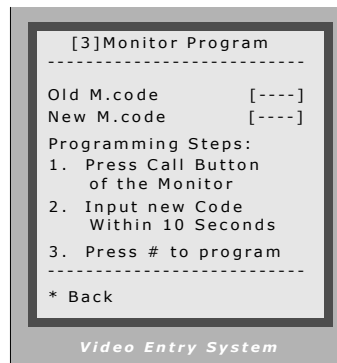 [3]Monitor Program
---------------------------
Old M.code [----]
New M.code [----]
Programming Steps:
1. Press Call Button
of the Monitor
2. Input new Code
Within 10 Seconds
3. Press # to program
---------------------------
* Back
Video Entry System